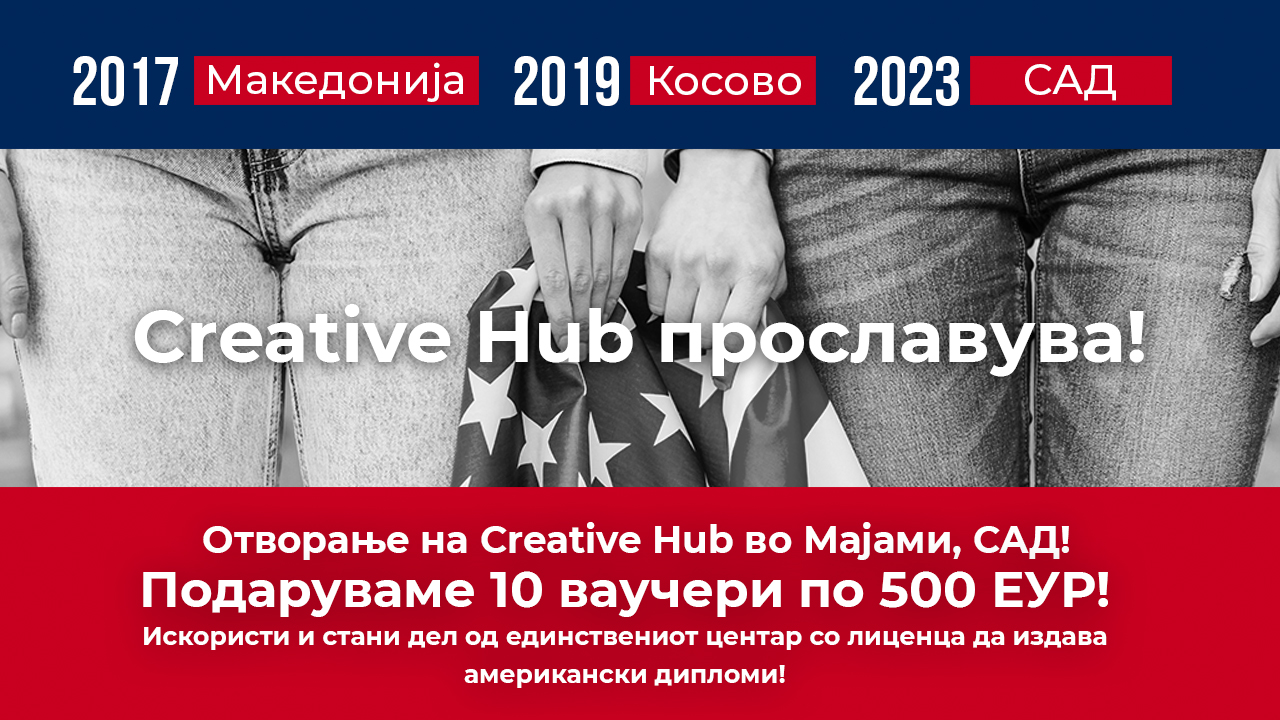 2017 Македонија 2019 Косово 2023 САД
Creative Hub прославува!
Отворање на Creative Hub во Мајами, САД!
Подаруваме 10 ваучери по 500 ЕУР!
Искористи и стани дел од единствениот центар со лиценца да издава
американски дипломи!